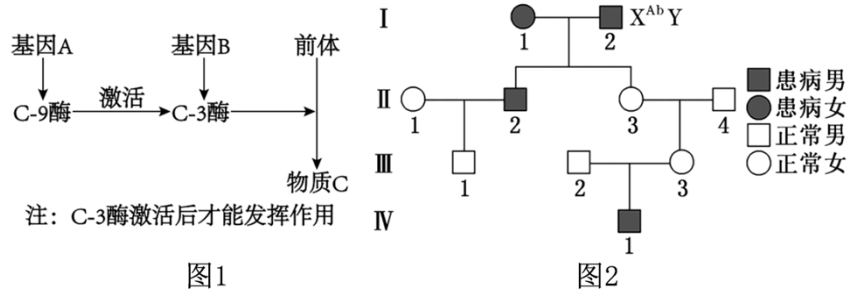 基因A 基因B 前体
C-9酶 激活 C-3酶
物质C
注：C-3酶激活后才能发挥作用
图1
I 1 2 XᴬᵇY
II 1 2 3 4
III 1 2 3
IV 1
患病男
患病女
正常男
正常女
图2